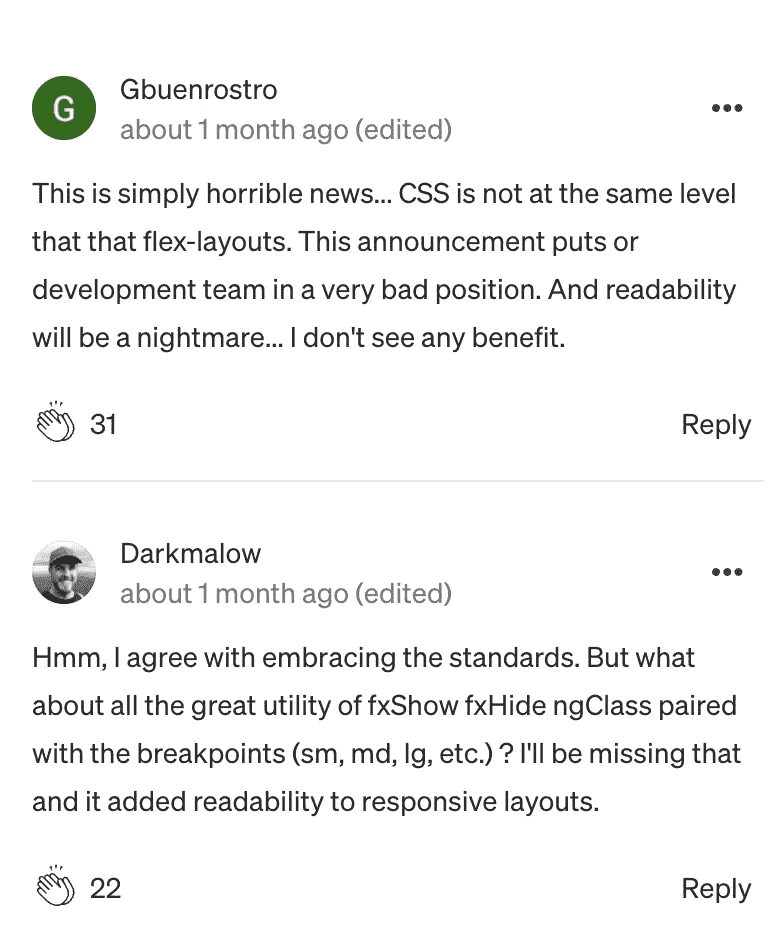 G
Gbuenrostro
about 1 month ago (edited)
This is simply horrible news... CSS is not at the same level
that that flex-layouts. This announcement puts or
development team in a very bad position. And readability
will be a nightmare... I don't see any benefit.
31
Reply
Darkmalow
about 1 month ago (edited)
Hmm, I agree with embracing the standards. But what
about all the great utility of fxShow fxHide ngClass paired
with the breakpoints (sm, md, lg, etc.) ? I'll be missing that
and it added readability to responsive layouts.
22
Reply